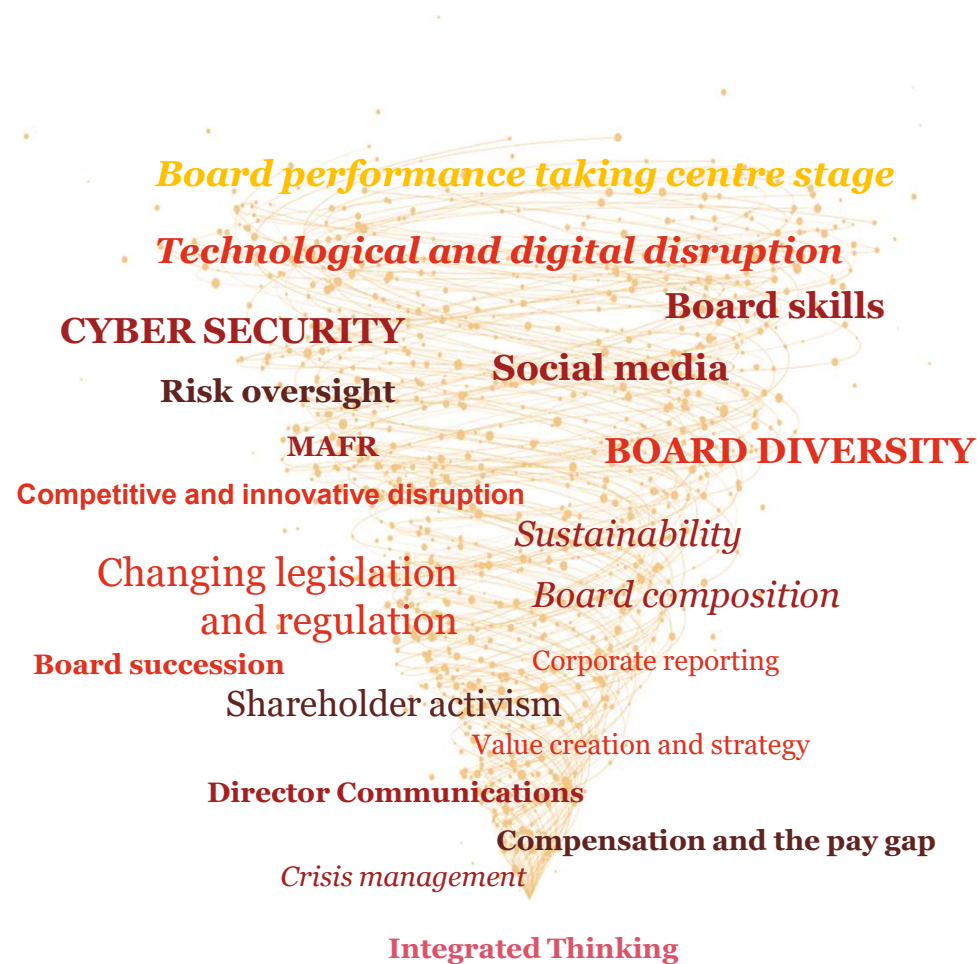 Board performance taking centre stage
Technological and digital disruption
Board skills
CYBER SECURITY
Social media
Risk oversight
MAFR
BOARD DIVERSITY
Competitive and innovative disruption
Sustainability
Changing legislation
and regulation
Board composition
Board succession
Corporate reporting
Shareholder activism
Value creation and strategy
Director Communications
Compensation and the pay gap
Crisis management
Integrated Thinking